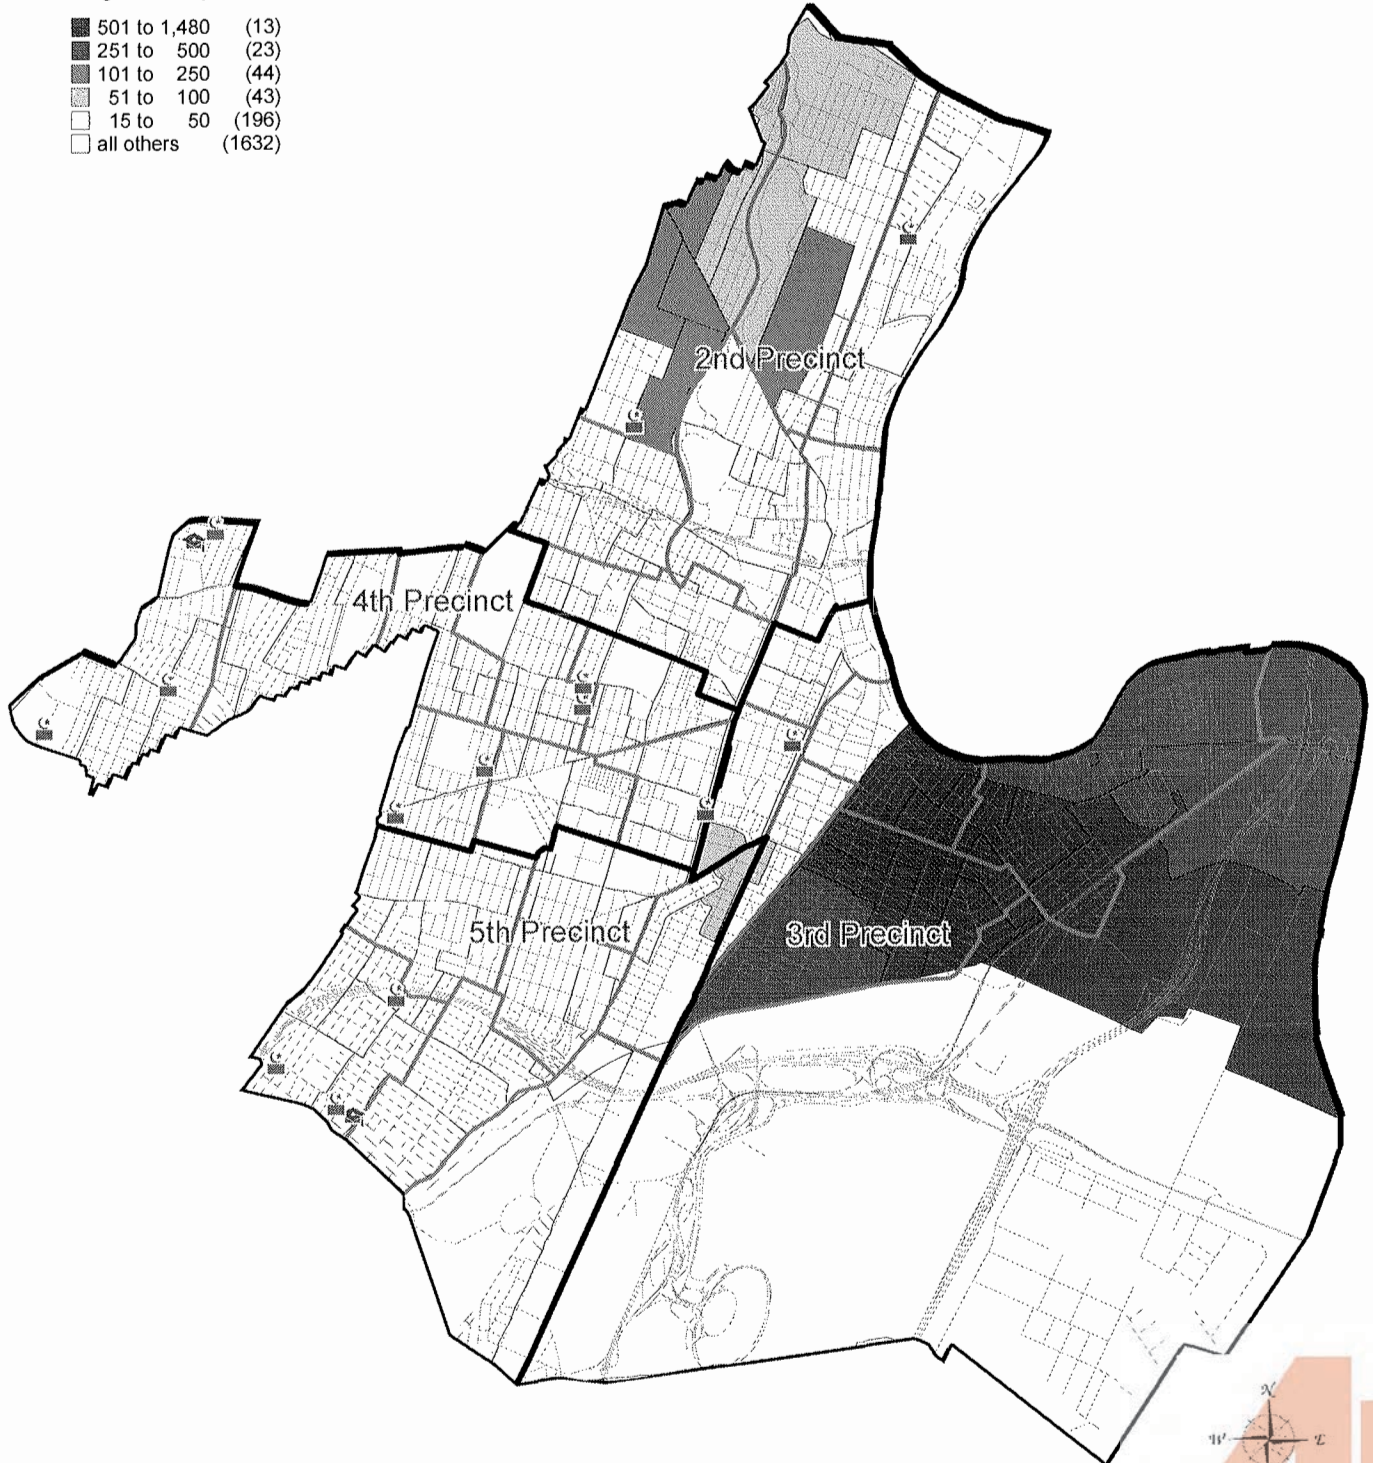 501 to 1,480 (13)
251 to 500 (23)
101 to 250 (44)
51 to 100 (43)
15 to 50 (196)
all others (1632)
2nd Precinct
4th Precinct
5th Precinct
3rd Precinct
N
W E